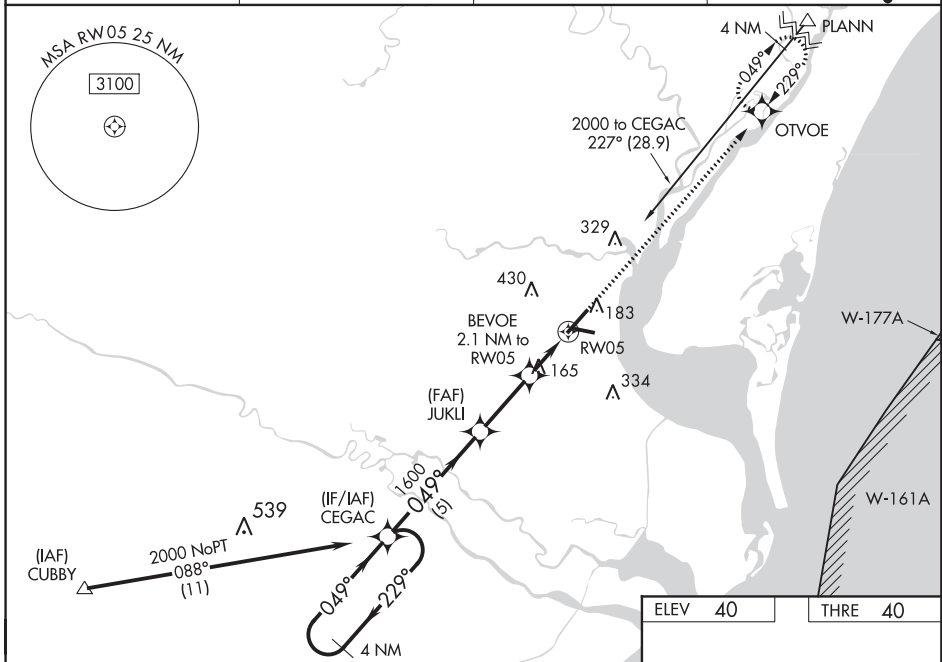 MSA RW05 25 NM
3100
4 NM
PLANN
049°
229°
OTVOE
2000 to CEGAC
227° (28.9)
329
430
183
BEVOE
2.1 NM to
RW05
RW05
165
334
W-177A
(FAF)
JUKLI
1600
049°
(5)
W-161A
(IF/IAF)
CEGAC
539
(IAF)
CUBBY
2000 NoPT
088°
(11)
049°
229°
4 NM
ELEV 40
THRE 40